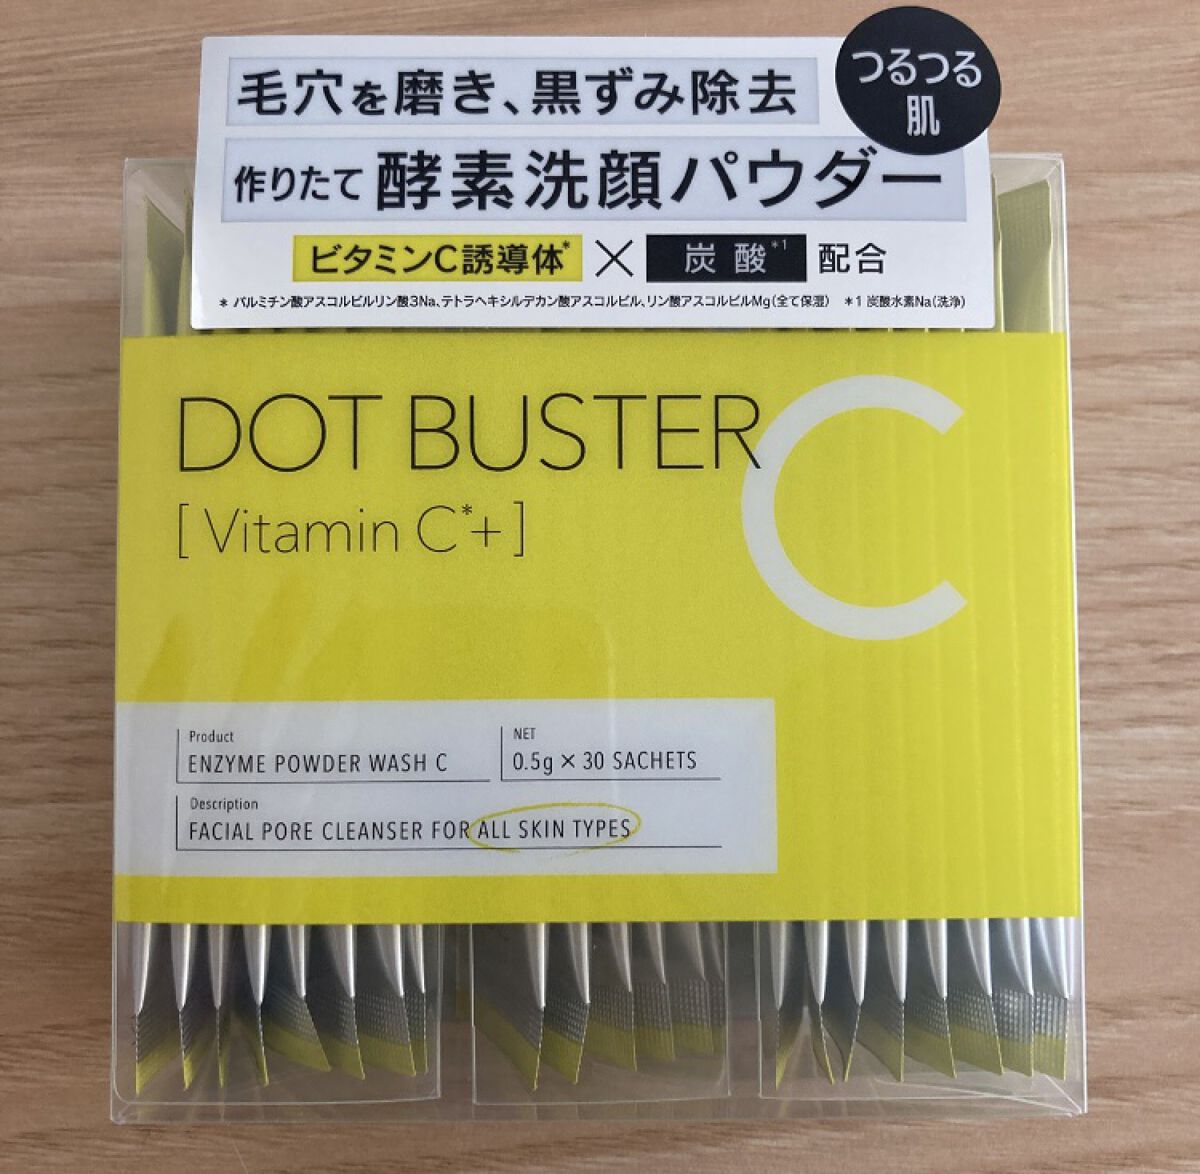 つるつる
肌
毛穴を磨き、黒ずみ除去
作りたて 酵素洗顔パウダー
ビタミンC誘導体* × 炭酸*1 配合
* パルミチン酸アスコルビルリン酸3Na、テトラヘキシルデカン酸アスコルビル、リン酸アスコルビルMg(全て保湿) *1 炭酸水素Na(洗浄)
DOT BUSTER C
[ Vitamin C*+ ]
Product
ENZYME POWDER WASH C
NET
0.5g × 30 SACHETS
Description
FACIAL PORE CLEANSER FOR ALL SKIN TYPES